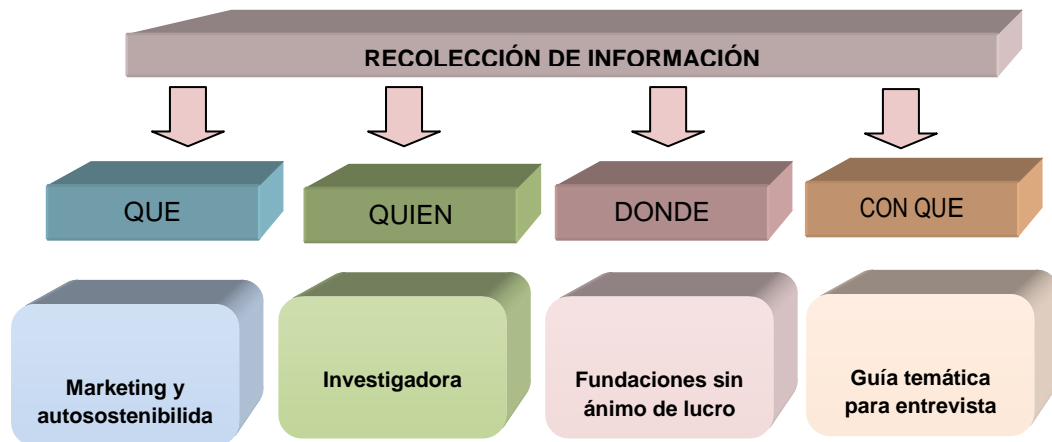 RECOLECCIÓN DE INFORMACIÓN
QUE
QUIEN
DONDE
CON QUE
Marketing y
autosostenibilida
Investigadora
Fundaciones sin
ánimo de lucro
Guía temática
para entrevista